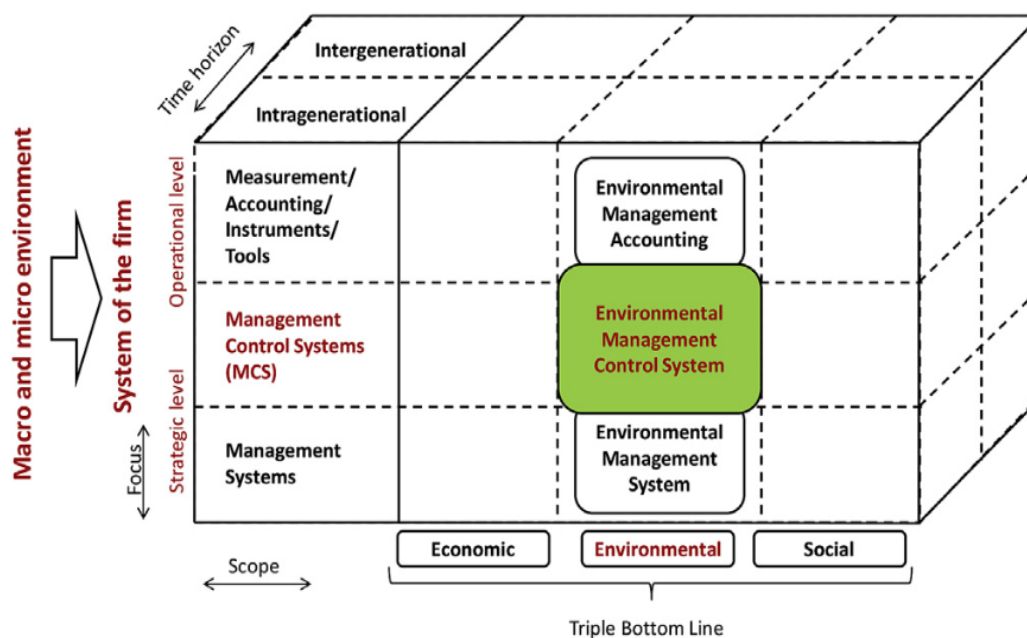 Intergenerational
Time horizon
Intragenerational
Macro and micro environment
System of the firm
Operational level
Strategic level
Focus
Measurement/
Accounting/
Instruments/
Tools
Environmental
Management
Accounting
Management
Control Systems
(MCS)
Environmental
Management
Control System
Management
Systems
Environmental
Management
System
Economic
Environmental
Social
Scope
Triple Bottom Line